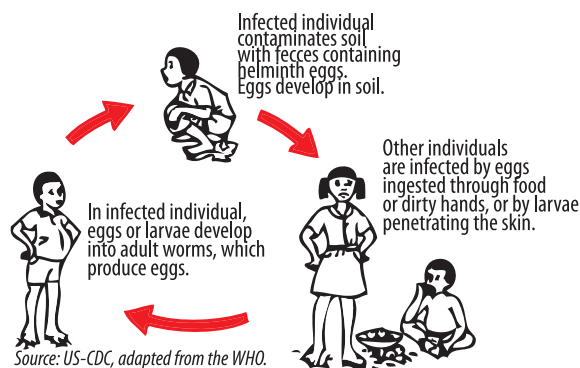 Infected individual
contaminates soil
with fecces containing
helminth eggs.
Eggs develop in soil.
Other individuals
are infected by eggs
ingested through food
or dirty hands, or by larvae
penetrating the skin.
In infected individual,
eggs or larvae develop
into adult worms, which
produce eggs.
Source: US-CDC, adapted from the WHO.